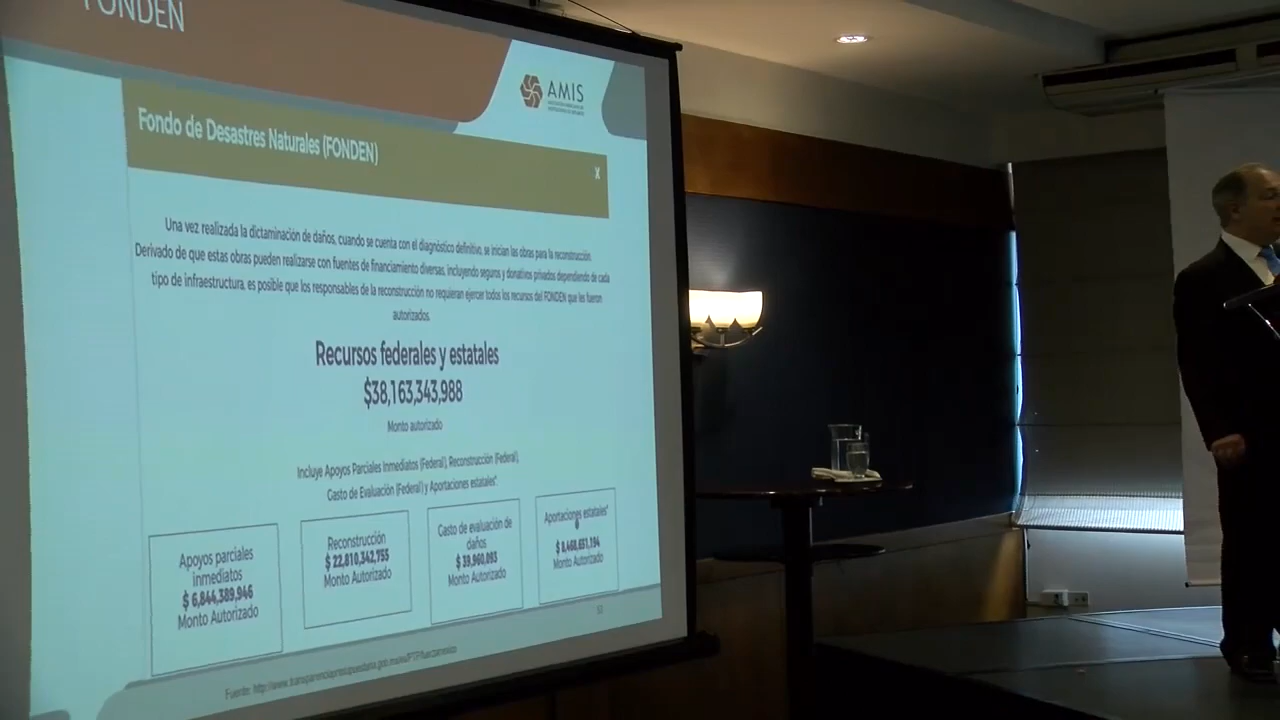 FONDEN
AMIS
Fondo de Desastres Naturales (FONDEN)
X
Una vez realizada la dictaminación de daños, cuando se cuenta con el diagnóstico definitivo, se inician las obras para la reconstrucción.
Derivado de que estas obras pueden realizarse con fuentes de financiamiento diversas, incluyendo seguros y donativos privados dependiendo de cada
tipo de infraestructura, es posible que los responsables de la reconstrucción no requieran ejercer todos los recursos del FONDEN que les fueron
autorizados.
Recursos federales y estatales
$38,163,343,988
Monto autorizado
Incluye Apoyos Parciales Inmediatos (Federal), Reconstrucción (Federal),
Gasto de Evaluación (Federal) y Aportaciones estatales*
Apoyos parciales
inmediatos
$ 6,844,389,946
Monto Autorizado
Reconstrucción
$ 22,810,342,755
Monto Autorizado
Gasto de evaluación de
daños
$ 39,960,093
Monto Autorizado
Aportaciones estatales*
$ 8,468,651,194
Monto Autorizado
Fuente: